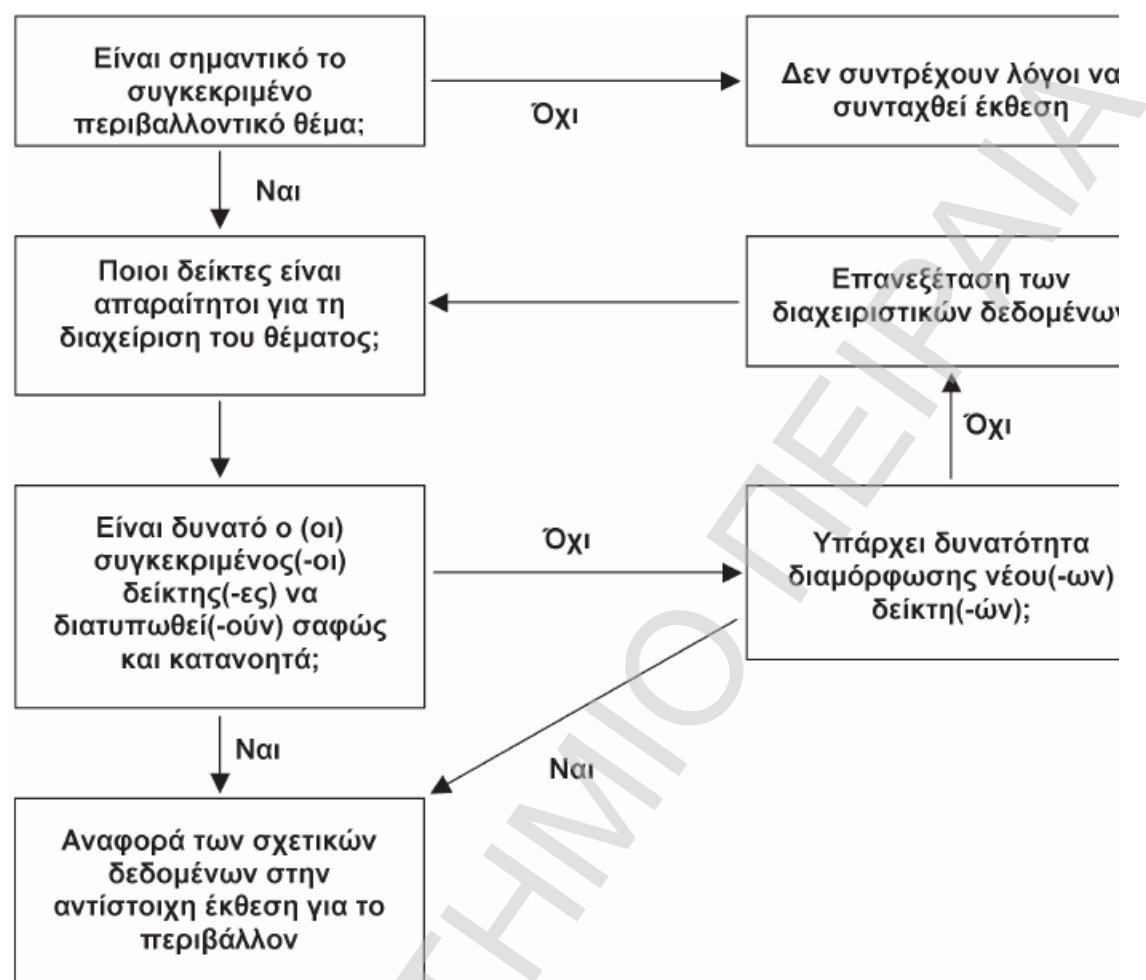 Είναι σημαντικό το
συγκεκριμένο
περιβαλλοντικό θέμα;
Όχι
Δεν συντρέχουν λόγοι να
συνταχθεί έκθεση
Ναι
Ποιοι δείκτες είναι
απαραίτητοι για τη
διαχείριση του θέματος;
Επανεξέταση των
διαχειριστικών δεδομένων
Όχι
Είναι δυνατό ο (οι)
συγκεκριμένος(-οι)
δείκτης(-ες) να
διατυπωθεί(-ούν) σαφώς
και κατανοητά;
Όχι
Υπάρχει δυνατότητα
διαμόρφωσης νέου(-ων)
δείκτη(-ών);
Ναι
Ναι
Αναφορά των σχετικών
δεδομένων στην
αντίστοιχη έκθεση για το
περιβάλλον
ΤΗΜΙΟ ΠΕΙΡΑΙΑ